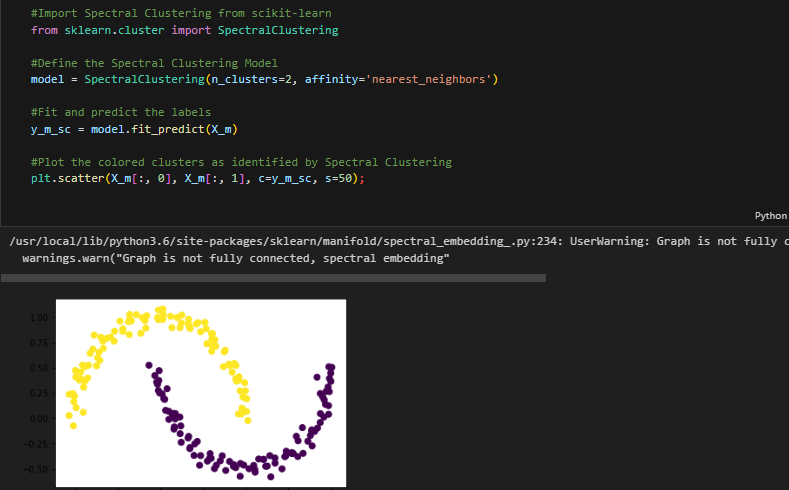 #Import Spectral Clustering from scikit-learn
from sklearn.cluster import SpectralClustering
#Define the Spectral Clustering Model
model = SpectralClustering(n_clusters=2, affinity='nearest_neighbors')
#Fit and predict the labels
y_m_sc = model.fit_predict(X_m)
#Plot the colored clusters as identified by Spectral Clustering
plt.scatter(X_m[:, 0], X_m[:, 1], c=y_m_sc, s=50);
Python
/usr/local/lib/python3.6/site-packages/sklearn/manifold/spectral_embedding_.py:234: UserWarning: Graph is not fully c
warnings.warn("Graph is not fully connected, spectral embedding"
1.00
0.75
0.50
0.25
0.00
−0.25
−0.50